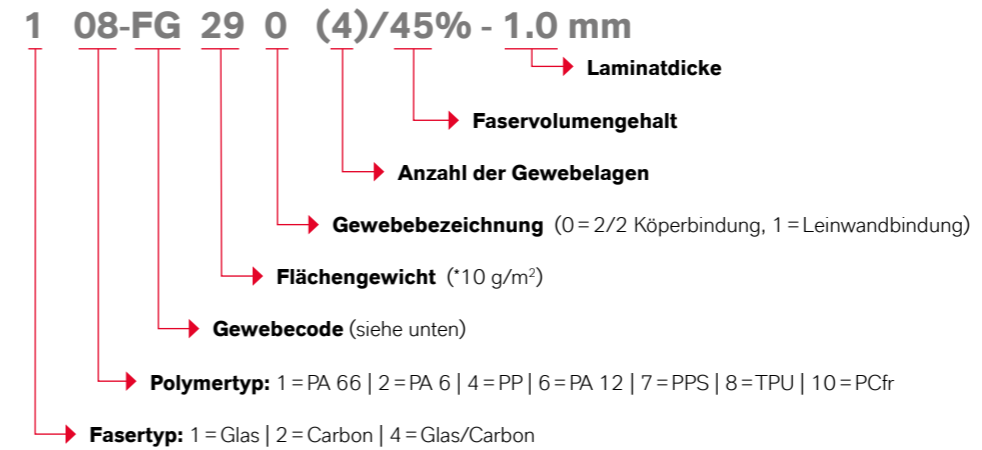 1 08-FG 29 0 (4)/45% - 1.0 mm
Laminatdicke
Faservolumengehalt
Anzahl der Gewebelagen
Gewebebezeichnung (0 = 2/2 Köperbindung, 1 = Leinwandbindung)
Flächengewicht (*10 g/m²)
Gewebecode (siehe unten)
Polymertyp: 1 = PA 66 | 2 = PA 6 | 4 = PP | 6 = PA 12 | 7 = PPS | 8 = TPU | 10 = PCfr
Fasertyp: 1 = Glas | 2 = Carbon | 4 = Glas/Carbon